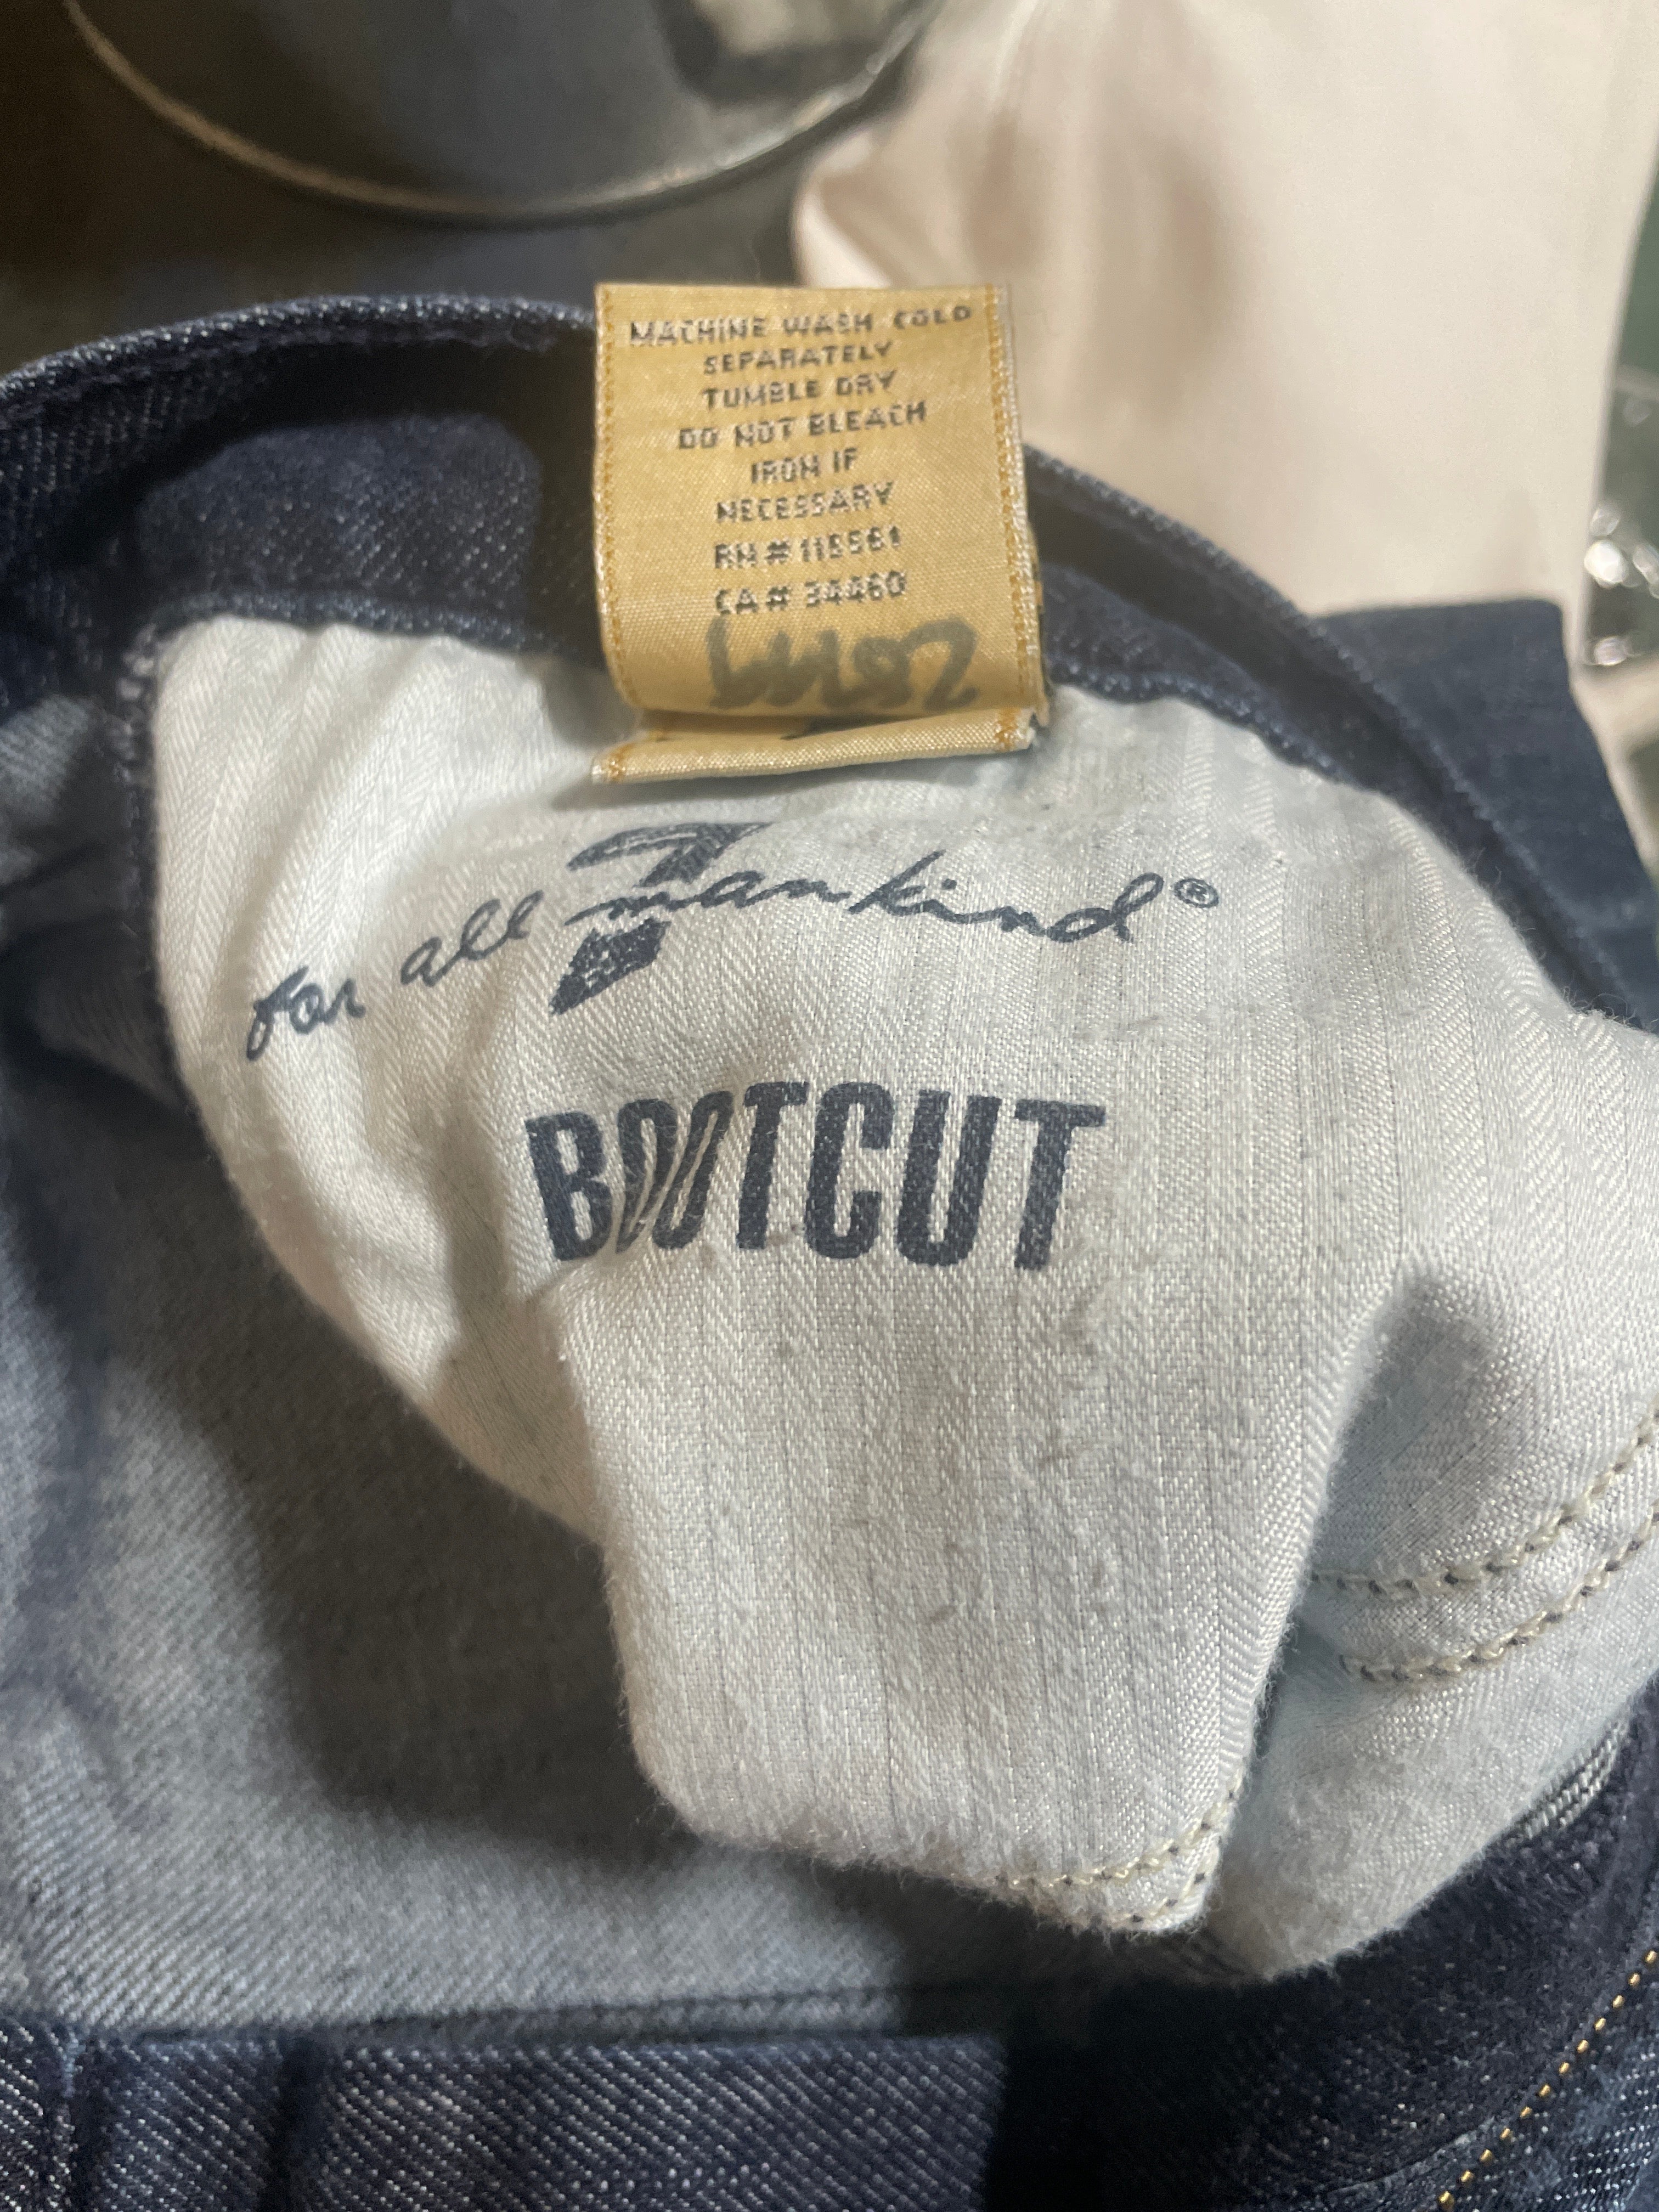 MACHINE WASH COLD
SEPARATELY
TUMBLE DRY
DO NOT BLEACH
IRON IF
NECESSARY
RN # 115561
CA # 34460
7
for all mankind®
BOOTCUT